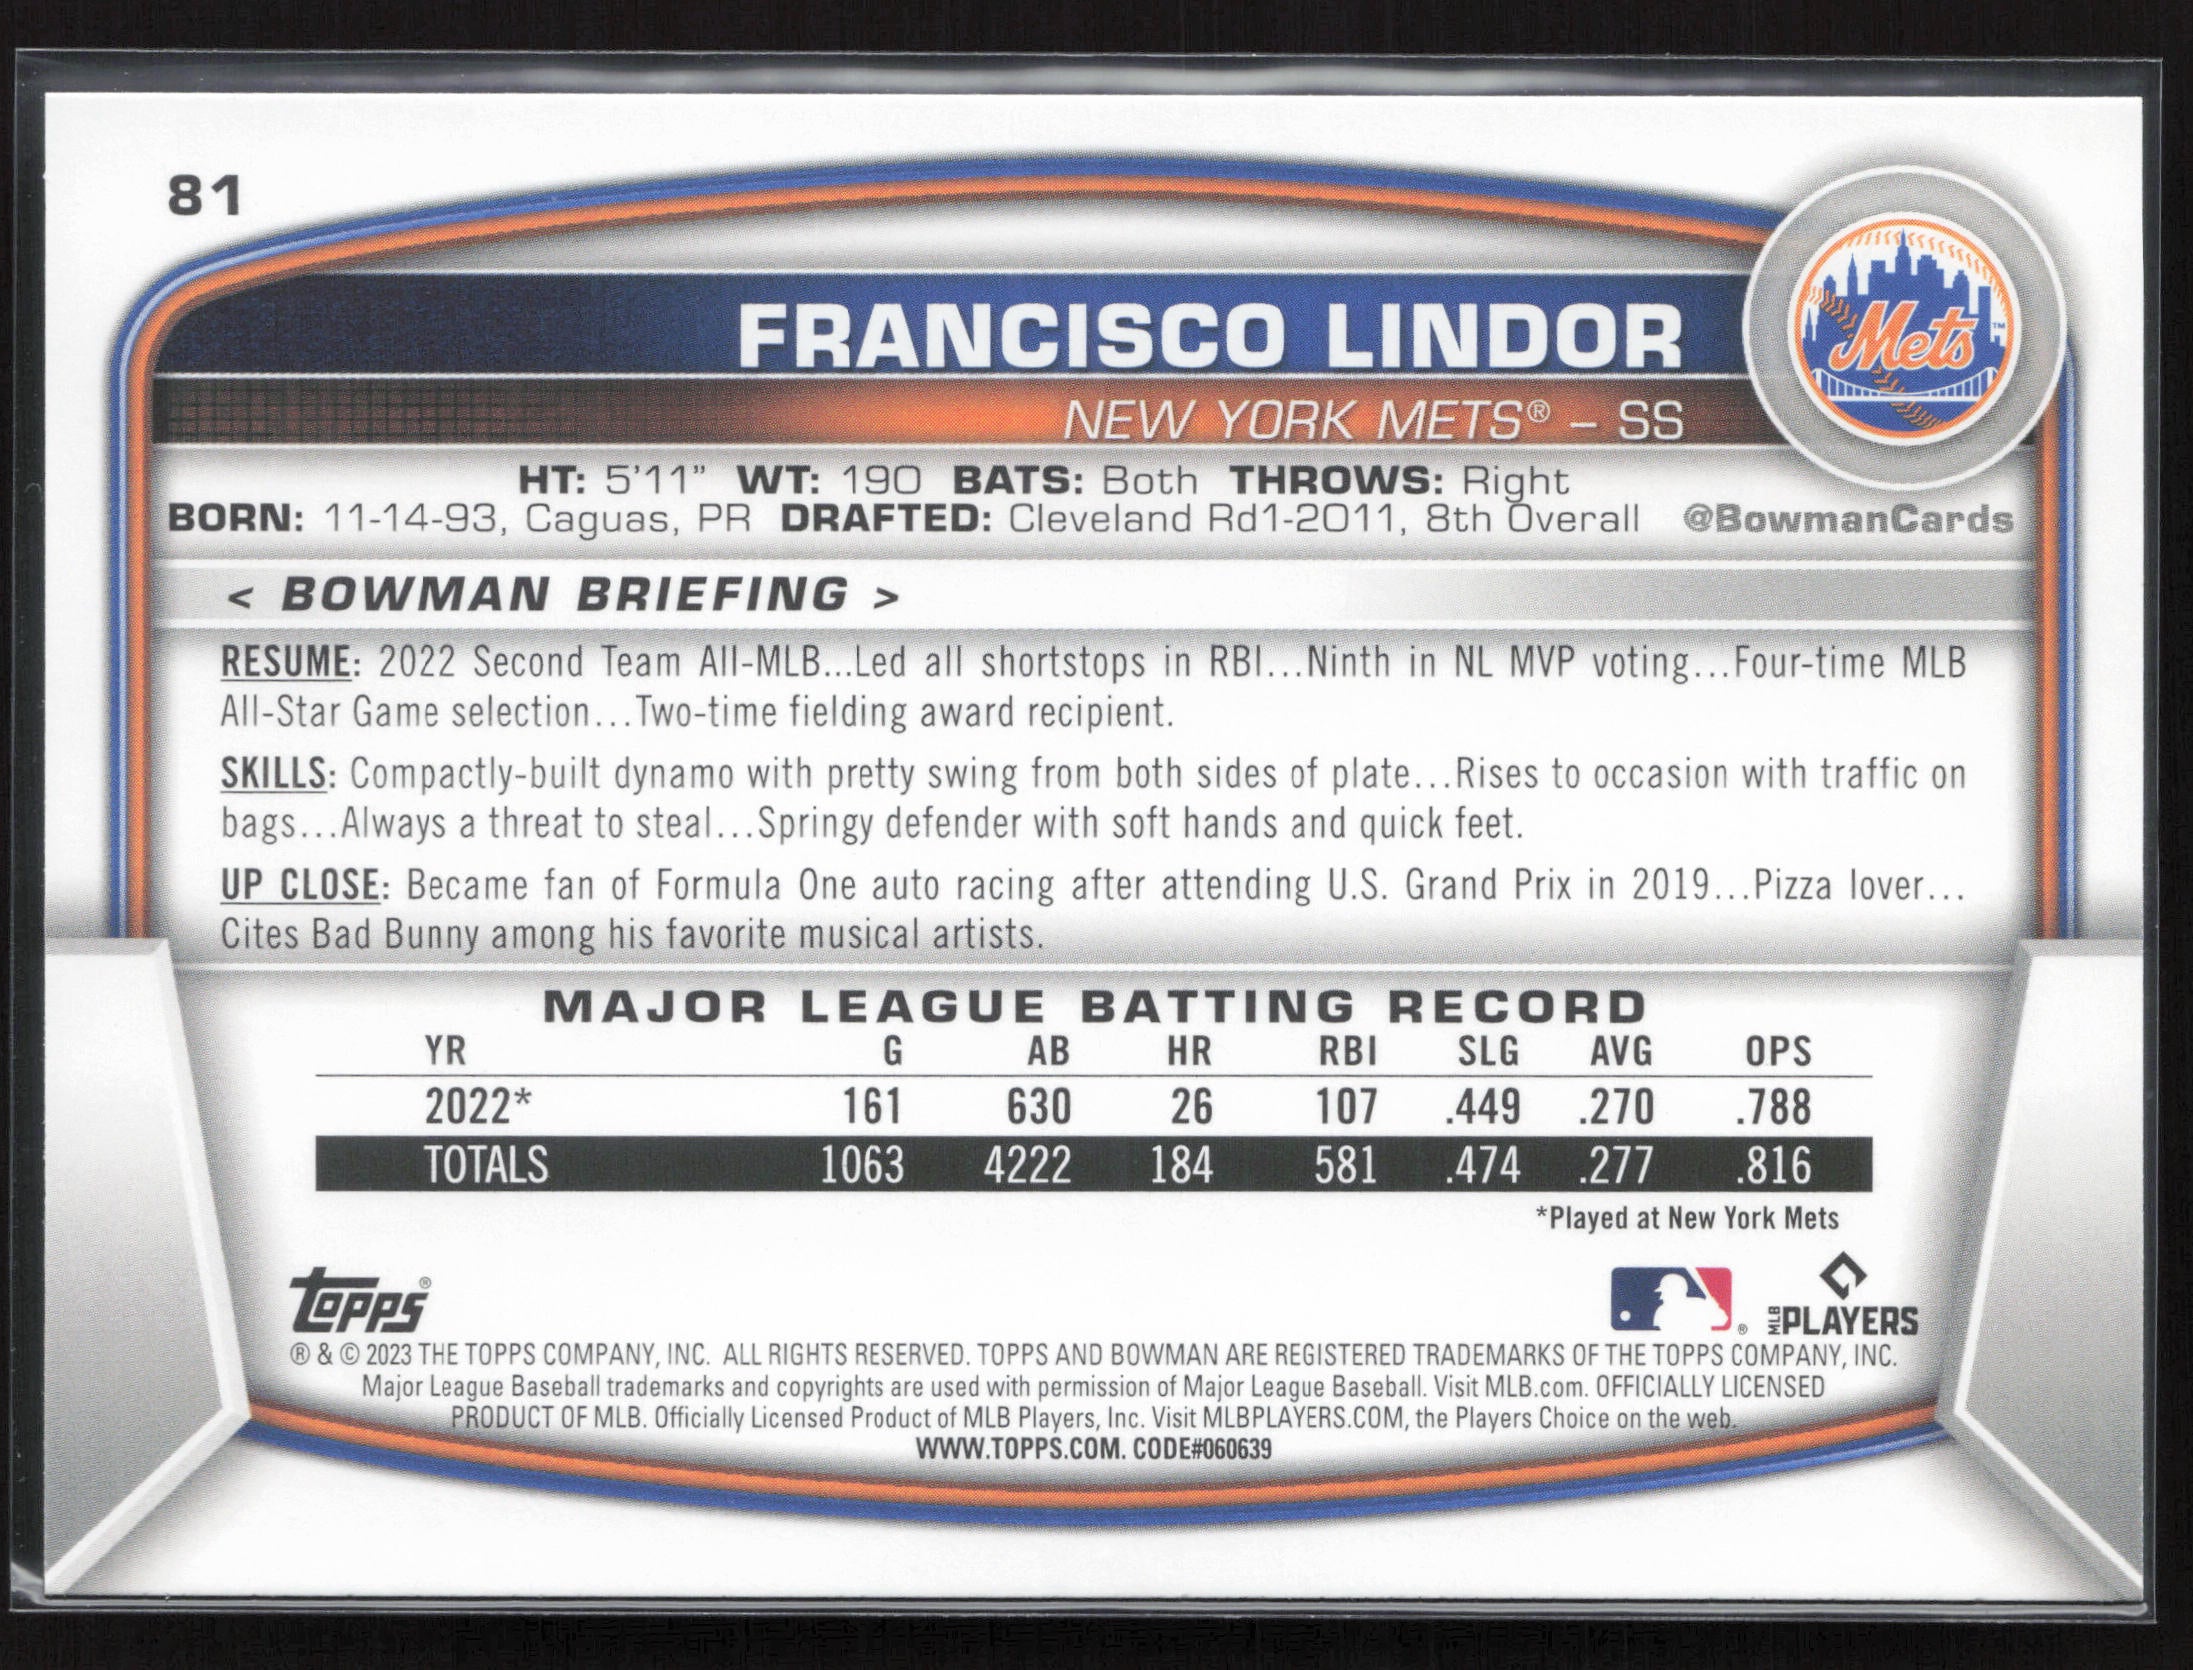 81
FRANCISCO LINDOR
Mets™
NEW YORK METS® – SS
HT: 5'11" WT: 190 BATS: Both THROWS: Right
BORN: 11-14-93, Caguas, PR DRAFTED: Cleveland Rd1-2011, 8th Overall @BowmanCards
< BOWMAN BRIEFING >
RESUME: 2022 Second Team All-MLB...Led all shortstops in RBI...Ninth in NL MVP voting...Four-time MLB
All-Star Game selection...Two-time fielding award recipient.
SKILLS: Compactly-built dynamo with pretty swing from both sides of plate...Rises to occasion with traffic on
bags...Always a threat to steal...Springy defender with soft hands and quick feet.
UP CLOSE: Became fan of Formula One auto racing after attending U.S. Grand Prix in 2019...Pizza lover...
Cites Bad Bunny among his favorite musical artists.
MAJOR LEAGUE BATTING RECORD
YR G AB HR RBI SLG AVG OPS
2022* 161 630 26 107 .449 .270 .788
TOTALS 1063 4222 184 581 .474 .277 .816
*Played at New York Mets
topps®
® MLB PLAYERS
® & © 2023 THE TOPPS COMPANY, INC. ALL RIGHTS RESERVED. TOPPS AND BOWMAN ARE REGISTERED TRADEMARKS OF THE TOPPS COMPANY, INC.
Major League Baseball trademarks and copyrights are used with permission of Major League Baseball. Visit MLB.com. OFFICIALLY LICENSED
PRODUCT OF MLB. Officially Licensed Product of MLB Players, Inc. Visit MLBPLAYERS.COM, the Players Choice on the web.
WWW.TOPPS.COM. CODE#060639